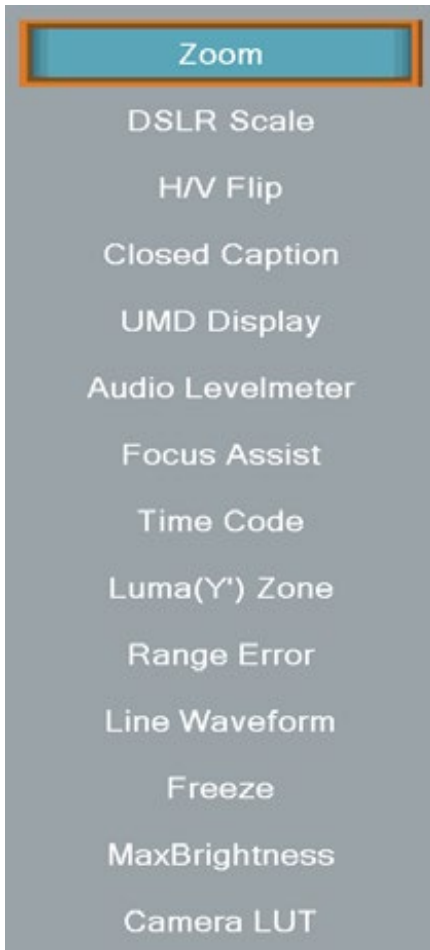 Zoom
DSLR Scale
H/V Flip
Closed Caption
UMD Display
Audio Levelmeter
Focus Assist
Time Code
Luma(Y') Zone
Range Error
Line Waveform
Freeze
MaxBrightness
Camera LUT